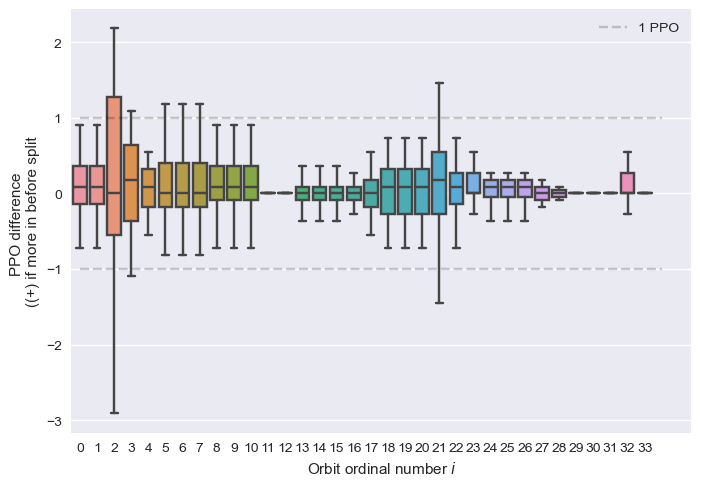 1 PPO
2
1
0
−1
−2
−3
PPO difference
((+) if more in before split
0 1 2 3 4 5 6 7 8 9 10 11 12 13 14 15 16 17 18 19 20 21 22 23 24 25 26 27 28 29 30 31 32 33
Orbit ordinal number i